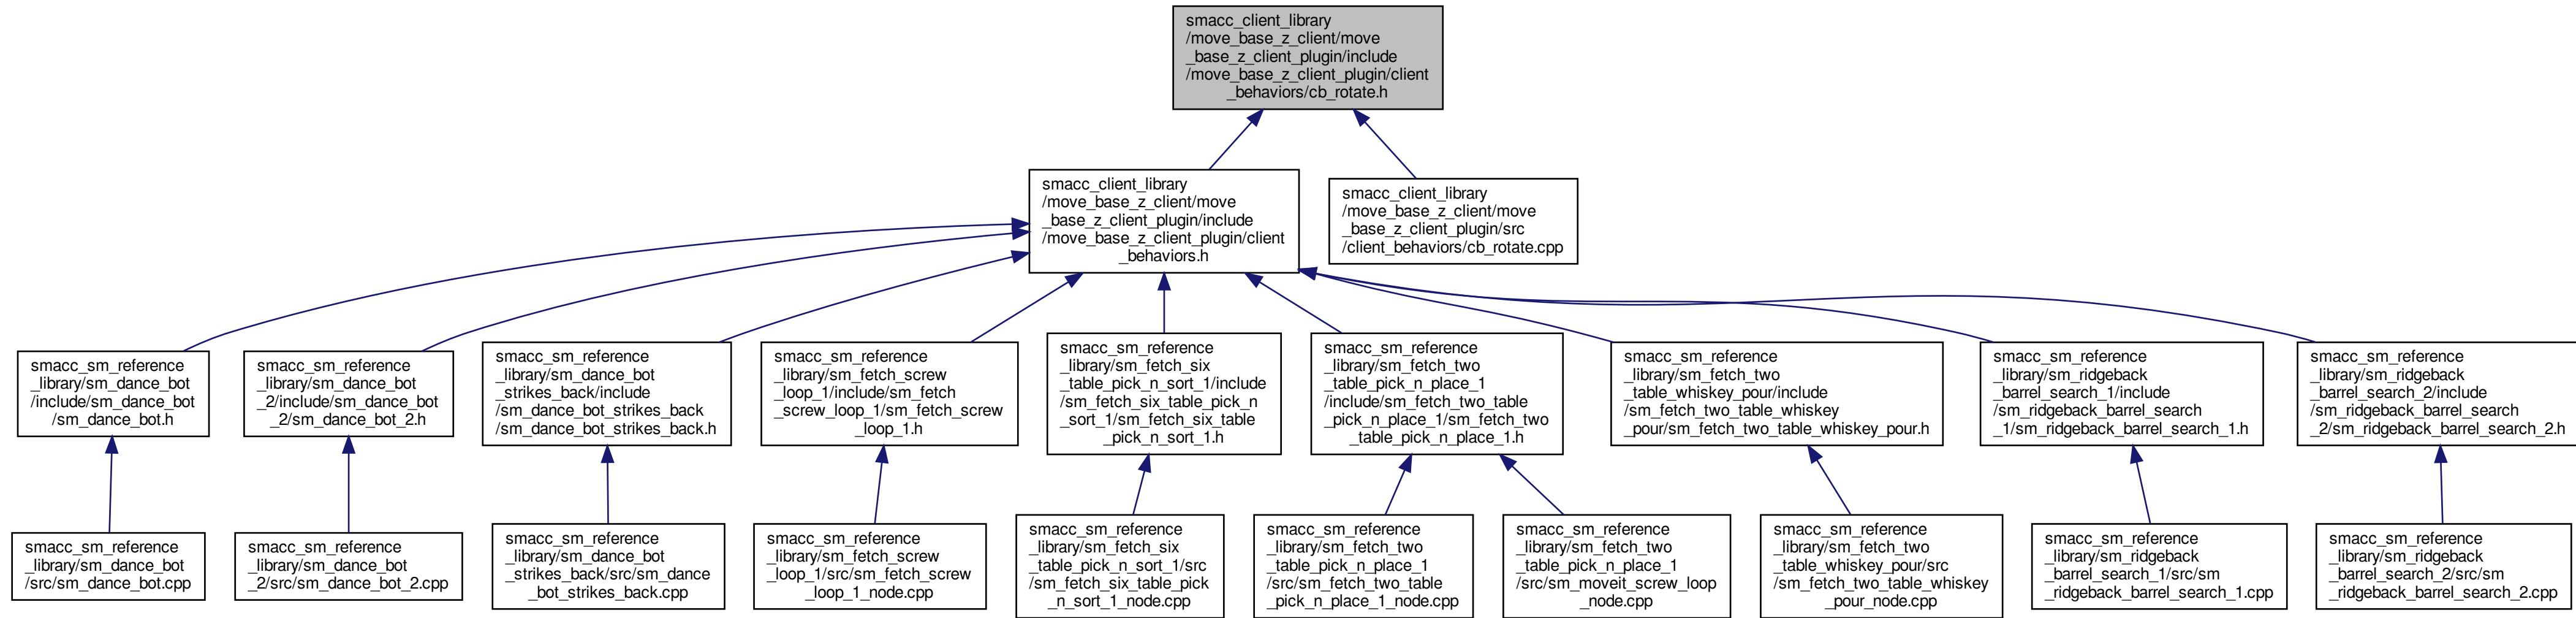 smacc_client_library
/move_base_z_client/move
_base_z_client_plugin/include
/move_base_z_client_plugin/client
_behaviors/cb_rotate.h
smacc_client_library
/move_base_z_client/move
_base_z_client_plugin/include
/move_base_z_client_plugin/client
_behaviors.h
smacc_client_library
/move_base_z_client/move
_base_z_client_plugin/src
/client_behaviors/cb_rotate.cpp
smacc_sm_reference
_library/sm_dance_bot
/include/sm_dance_bot
/sm_dance_bot.h
smacc_sm_reference
_library/sm_dance_bot
_2/include/sm_dance_bot
_2/sm_dance_bot_2.h
smacc_sm_reference
_library/sm_dance_bot
_strikes_back/include
/sm_dance_bot_strikes_back
/sm_dance_bot_strikes_back.h
smacc_sm_reference
_library/sm_fetch_screw
_loop_1/include/sm_fetch
_screw_loop_1/sm_fetch_screw
_loop_1.h
smacc_sm_reference
_library/sm_fetch_six
_table_pick_n_sort_1/include
/sm_fetch_six_table_pick_n
_sort_1/sm_fetch_six_table
_pick_n_sort_1.h
smacc_sm_reference
_library/sm_fetch_two
_table_pick_n_place_1
/include/sm_fetch_two_table
_pick_n_place_1/sm_fetch_two
_table_pick_n_place_1.h
smacc_sm_reference
_library/sm_fetch_two
_table_whiskey_pour/include
/sm_fetch_two_table_whiskey
_pour/sm_fetch_two_table_whiskey_pour.h
smacc_sm_reference
_library/sm_ridgeback
_barrel_search_1/include
/sm_ridgeback_barrel_search
_1/sm_ridgeback_barrel_search_1.h
smacc_sm_reference
_library/sm_ridgeback
_barrel_search_2/include
/sm_ridgeback_barrel_search
_2/sm_ridgeback_barrel_search_2.h
smacc_sm_reference
_library/sm_dance_bot
/src/sm_dance_bot.cpp
smacc_sm_reference
_library/sm_dance_bot
_2/src/sm_dance_bot_2.cpp
smacc_sm_reference
_library/sm_dance_bot
_strikes_back/src/sm_dance
_bot_strikes_back.cpp
smacc_sm_reference
_library/sm_fetch_screw
_loop_1/src/sm_fetch_screw
_loop_1_node.cpp
smacc_sm_reference
_library/sm_fetch_six
_table_pick_n_sort_1/src
/sm_fetch_six_table_pick
_n_sort_1_node.cpp
smacc_sm_reference
_library/sm_fetch_two
_table_pick_n_place_1
/src/sm_fetch_two_table
_pick_n_place_1_node.cpp
smacc_sm_reference
_library/sm_fetch_two
_table_pick_n_place_1
/src/sm_moveit_screw_loop
_node.cpp
smacc_sm_reference
_library/sm_fetch_two
_table_whiskey_pour/src
/sm_fetch_two_table_whiskey
_pour_node.cpp
smacc_sm_reference
_library/sm_ridgeback
_barrel_search_1/src/sm
_ridgeback_barrel_search_1.cpp
smacc_sm_reference
_library/sm_ridgeback
_barrel_search_2/src/sm
_ridgeback_barrel_search_2.cpp